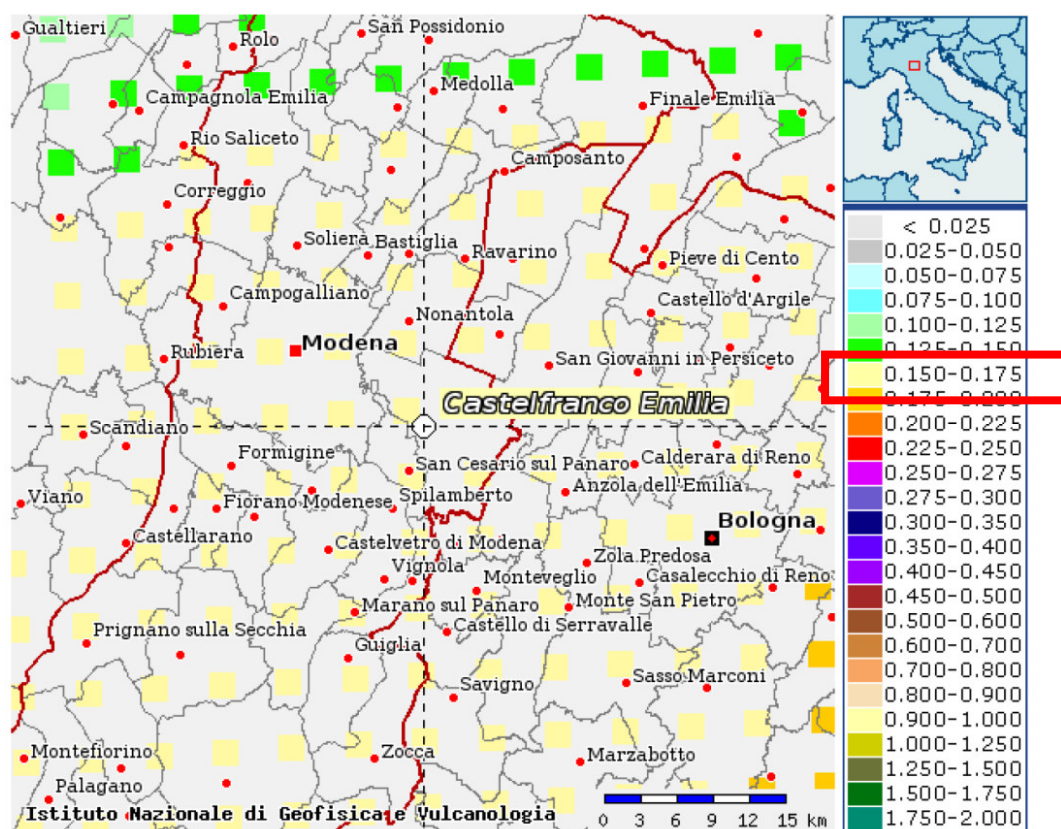 Gualtieri
San Possidonio
Rolo
Medolla
Campagnola Emilia
Finale Emilia
Rio Saliceto
Camposanto
Correggio
Soliera
Bastiglia
Ravarino
Pieve di Cento
Campogalliano
Castello d'Argile
Nonantola
Modena
Rubiera
San Giovanni in Persiceto
Castelfranco Emilia
Scandiano
Formigine
San Cesario sul Panaro
Calderara di Reno
Viano
Fiorano Modenese
Spilamberto
Anzola dell'Emilia
Bologna
Castellarano
Castelvetro di Modena
Zola Predosa
Vignola
Monteveglio
Casalecchio di Reno
Marano sul Panaro
Monte San Pietro
Prignano sulla Secchia
Castello di Serravalle
Guiglia
Savigno
Sasso Marconi
Montefiorino
Zocca
Marzabotto
Palagano
Istituto Nazionale di Geofisica e Vulcanologia
0 3 6 9 12 15 km
< 0.025
0.025-0.050
0.050-0.075
0.075-0.100
0.100-0.125
0.125-0.150
0.150-0.175
0.175-0.200
0.200-0.225
0.225-0.250
0.250-0.275
0.275-0.300
0.300-0.350
0.350-0.400
0.400-0.450
0.450-0.500
0.500-0.600
0.600-0.700
0.700-0.800
0.800-0.900
0.900-1.000
1.000-1.250
1.250-1.500
1.500-1.750
1.750-2.000